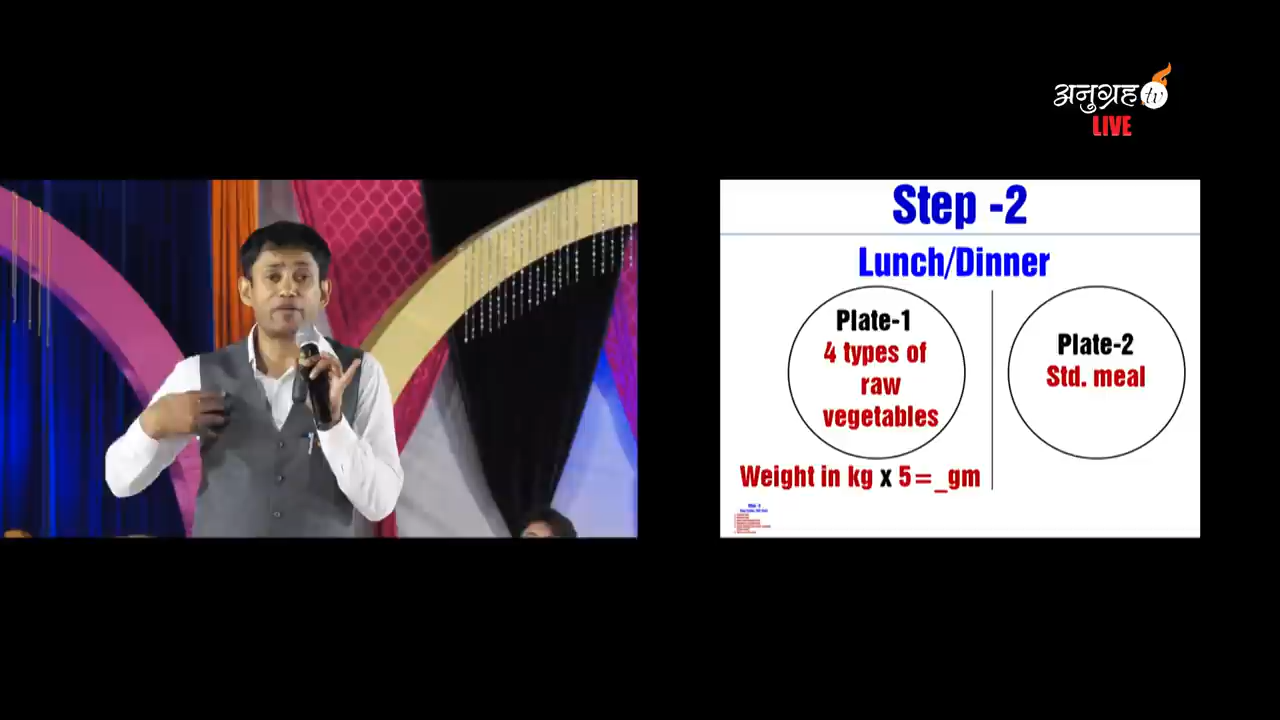 अनुग्रह tv
LIVE
Step -2
Lunch/Dinner
Plate-1
4 types of
raw
vegetables
Plate-2
Std. meal
Weight in kg x 5=_gm